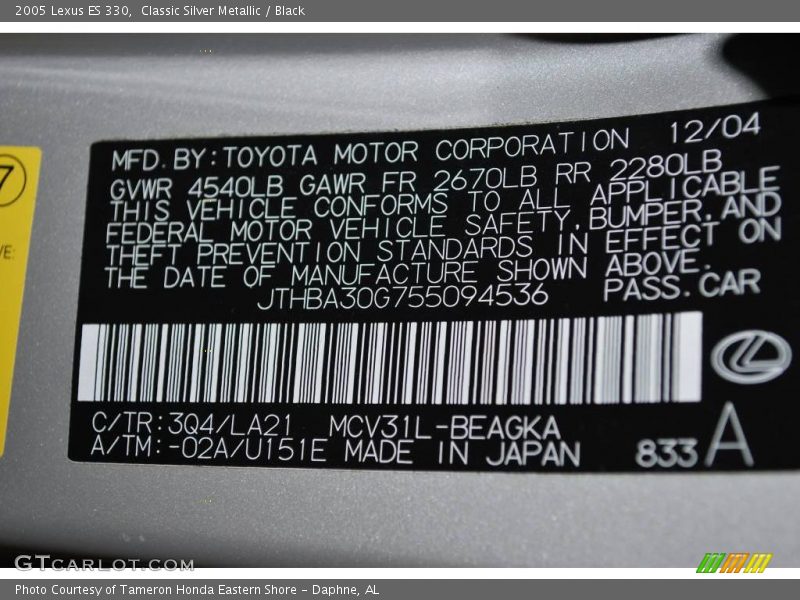 2005 Lexus ES 330,  Classic Silver Metallic / Black
7
VE:
MFD. BY: TOYOTA MOTOR CORPORATION 12/04
GVWR 4540LB GAWR FR 2670LB RR 2280LB
THIS VEHICLE CONFORMS TO ALL APPLICABLE
FEDERAL MOTOR VEHICLE SAFETY, BUMPER, AND
THEFT PREVENTION STANDARDS IN EFFECT ON
THE DATE OF MANUFACTURE SHOWN ABOVE.
JTHBA30G755094536 PASS. CAR
C/TR: 3Q4/LA21 MCV31L-BEAGKA
A/TM: -02A/U151E MADE IN JAPAN 833 A
GTCARLOT.COM
Photo Courtesy of Tameron Honda Eastern Shore - Daphne, AL